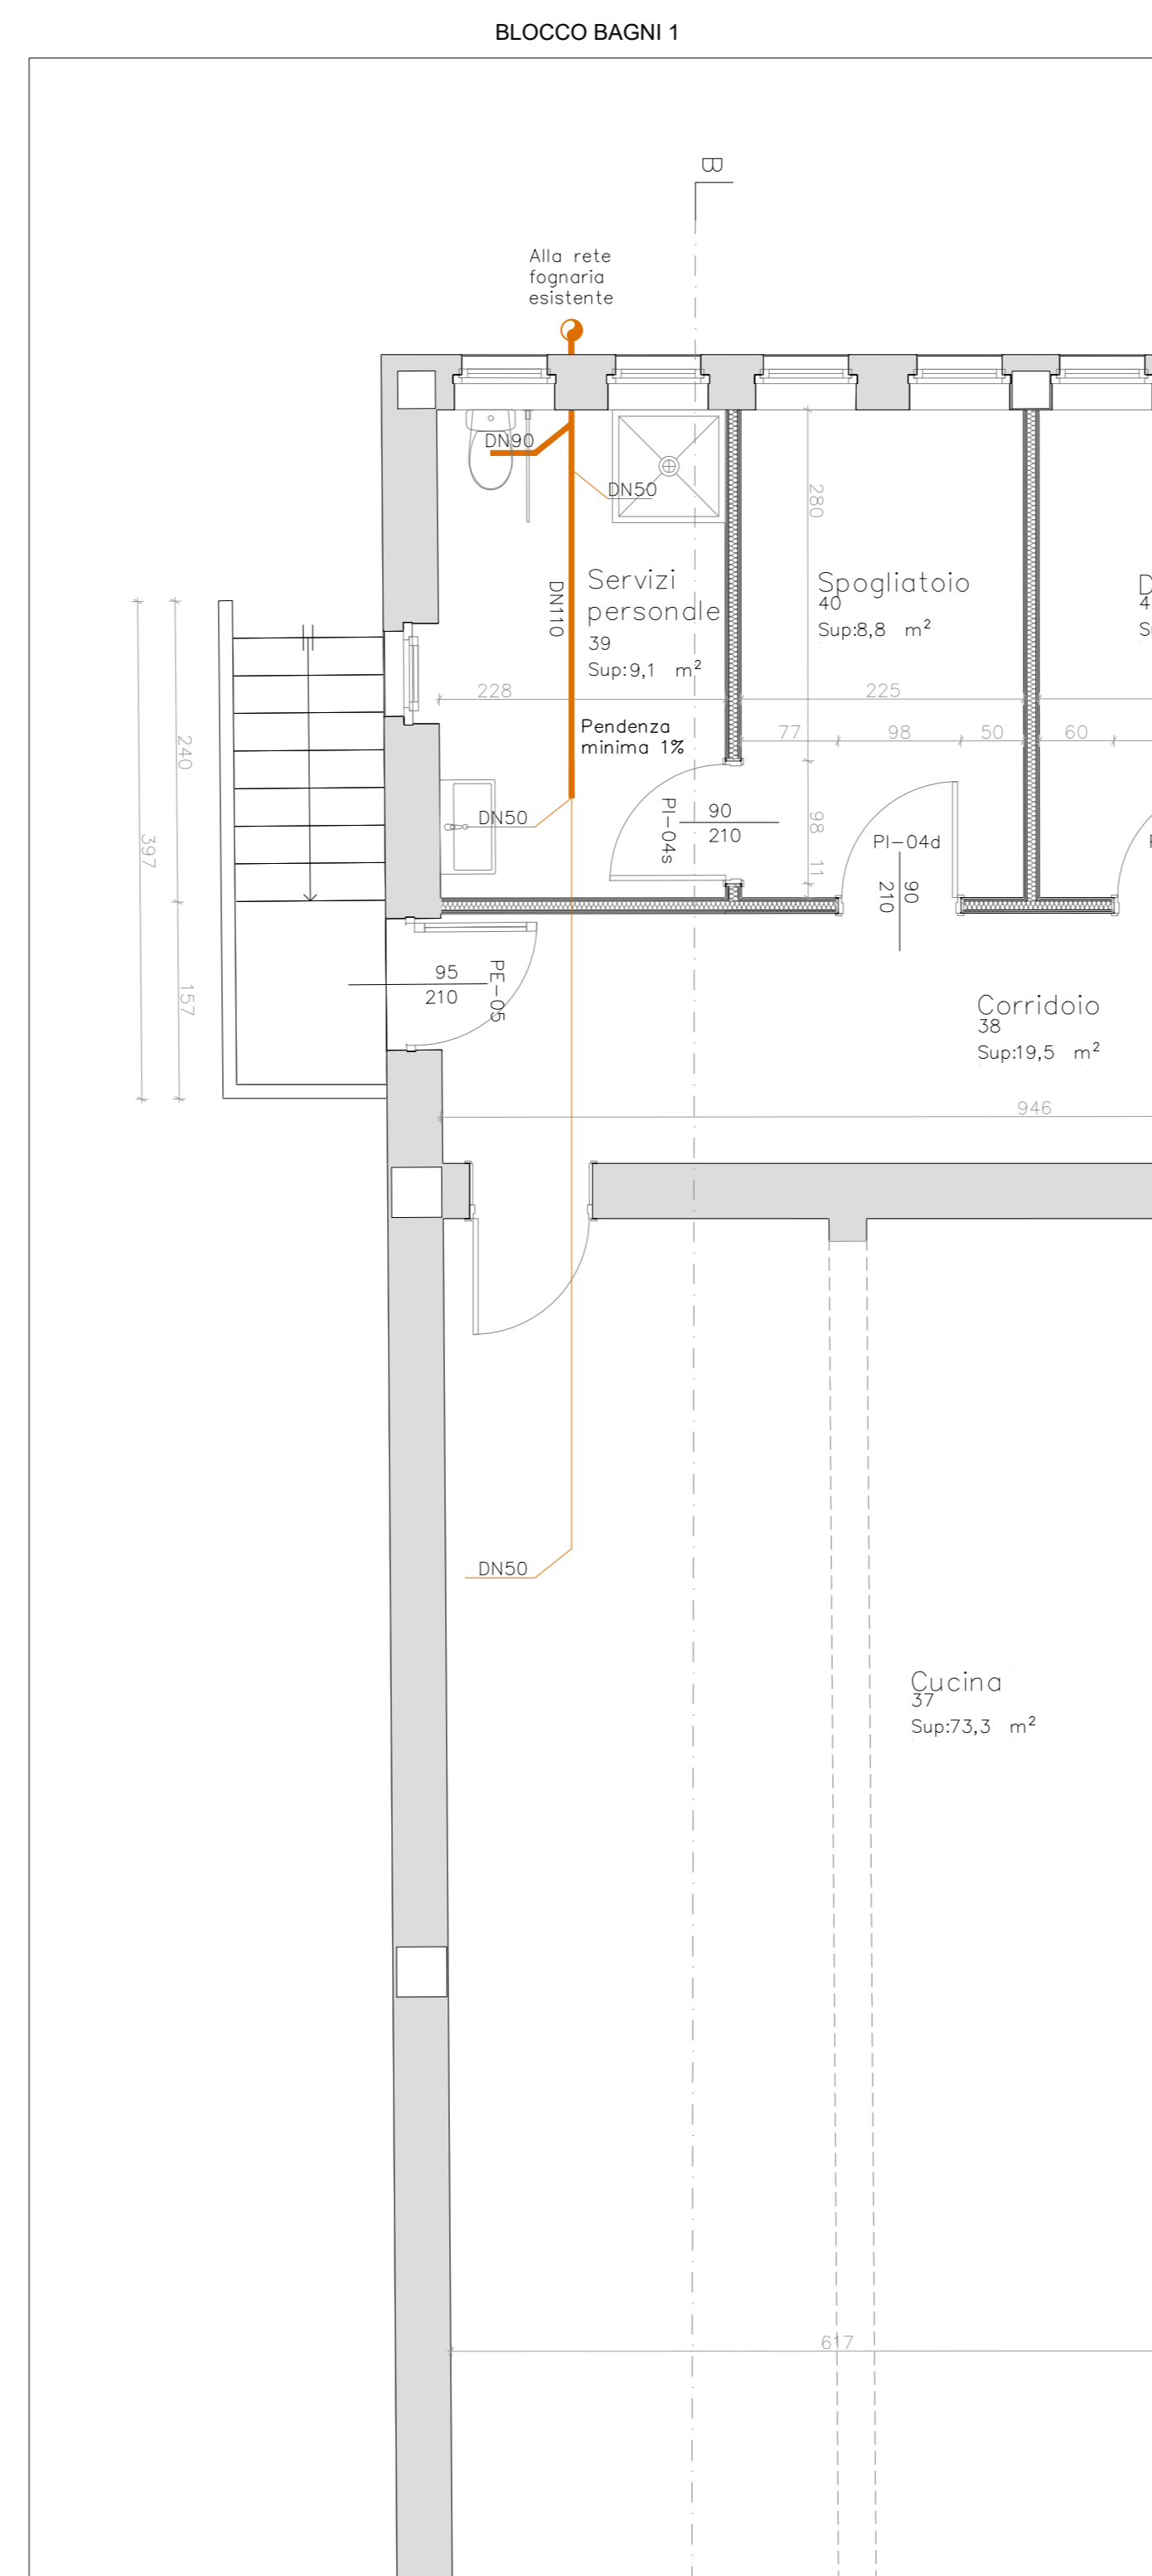 BLOCCO BAGNI 1
B
Alla rete
fognaria
esistente
DN90
DN50
280
DN110
Servizi
personale
39
Sup:9,1 m²
Spogliatoio
40
Sup:8,8 m²
D
4
228
225
Pendenza
minima 1%
77
98
50
60
240
397
157
DN50
PI-04s
90
210
98
11
PI-04d
90
210
95
210
PE-05
Corridoio
38
Sup:19,5 m²
946
DN50
Cucina
37
Sup:73,3 m²
617